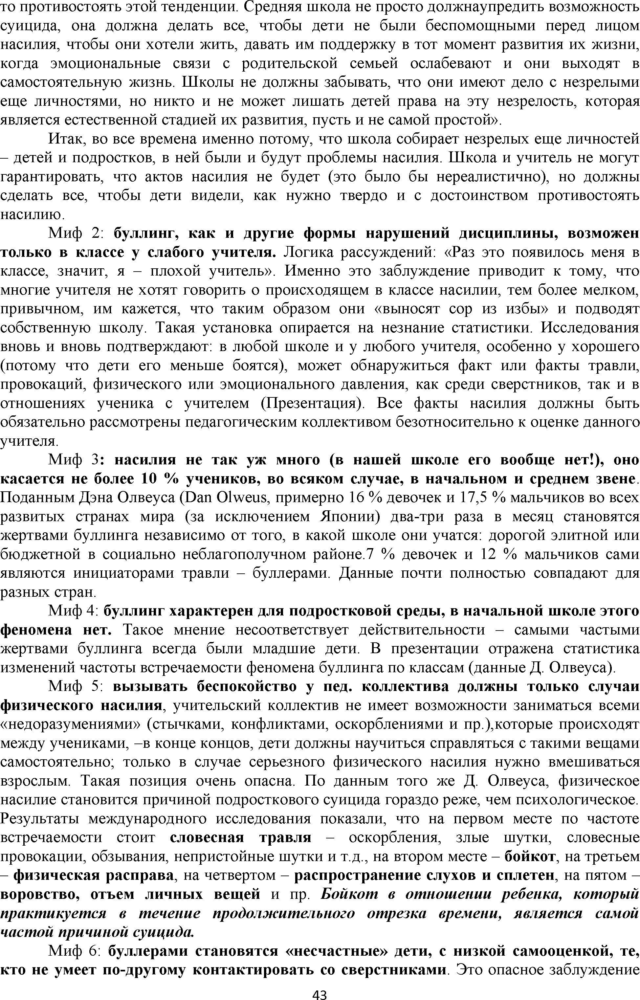 то противостоять этой тенденции. Средняя школа не просто должнаупредить возможность
суицида, она должна делать все, чтобы дети не были беспомощными перед лицом
насилия, чтобы они хотели жить, давать им поддержку в тот момент развития их жизни,
когда эмоциональные связи с родительской семьей ослабевают и они выходят в
самостоятельную жизнь. Школы не должны забывать, что они имеют дело с незрелыми
еще личностями, но никто и не может лишать детей права на эту незрелость, которая
является естественной стадией их развития, пусть и не самой простой».
Итак, во все времена именно потому, что школа собирает незрелых еще личностей
– детей и подростков, в ней были и будут проблемы насилия. Школа и учитель не могут
гарантировать, что актов насилия не будет (это было бы нереалистично), но должны
сделать все, чтобы дети видели, как нужно твердо и с достоинством противостоять
насилию.
Миф 2: буллинг, как и другие формы нарушений дисциплины, возможен
только в классе у слабого учителя. Логика рассуждений: «Раз это появилось меня в
классе, значит, я – плохой учитель». Именно это заблуждение приводит к тому, что
многие учителя не хотят говорить о происходящем в классе насилии, тем более мелком,
привычном, им кажется, что таким образом они «выносят сор из избы» и подводят
собственную школу. Такая установка опирается на незнание статистики. Исследования
вновь и вновь подтверждают: в любой школе и у любого учителя, особенно у хорошего
(потому что дети его меньше боятся), может обнаружиться факт или факты травли,
провокаций, физического или эмоционального давления, как среди сверстников, так и в
отношениях ученика с учителем (Презентация). Все факты насилия должны быть
обязательно рассмотрены педагогическим коллективом безотносительно к оценке данного
учителя.
Миф 3: насилия не так уж много (в нашей школе его вообще нет!), оно
касается не более 10 % учеников, во всяком случае, в начальном и среднем звене.
Поданным Дэна Олвеуса (Dan Olweus, примерно 16 % девочек и 17,5 % мальчиков во всех
развитых странах мира (за исключением Японии) два-три раза в месяц становятся
жертвами буллинга независимо от того, в какой школе они учатся: дорогой элитной или
бюджетной в социально неблагополучном районе.7 % девочек и 12 % мальчиков сами
являются инициаторами травли – буллерами. Данные почти полностью совпадают для
разных стран.
Миф 4: буллинг характерен для подростковой среды, в начальной школе этого
феномена нет. Такое мнение несоответствует действительности – самыми частыми
жертвами буллинга всегда были младшие дети. В презентации отражена статистика
изменений частоты встречаемости феномена буллинга по классам (данные Д. Олвеуса).
Миф 5: вызывать беспокойство у пед. коллектива должны только случаи
физического насилия, учительский коллектив не имеет возможности заниматься всеми
«недоразумениями» (стычками, конфликтами, оскорблениями и пр.),которые происходят
между учениками, –в конце концов, дети должны научиться справляться с такими вещами
самостоятельно; только в случае серьезного физического насилия нужно вмешиваться
взрослым. Такая позиция очень опасна. По данным того же Д. Олвеуса, физическое
насилие становится причиной подросткового суицида гораздо реже, чем психологическое.
Результаты международного исследования показали, что на первом месте по частоте
встречаемости стоит словесная травля – оскорбления, злые шутки, словесные
провокации, обзывания, непристойные шутки и т.д., на втором месте – бойкот, на третьем
– физическая расправа, на четвертом – распространение слухов и сплетен, на пятом –
воровство, отъем личных вещей и пр. Бойкот в отношении ребенка, который
практикуется в течение продолжительного отрезка времени, является самой
частой причиной суицида.
Миф 6: буллерами становятся «несчастные» дети, с низкой самооценкой, те,
кто не умеет по-другому контактировать со сверстниками. Это опасное заблуждение
43